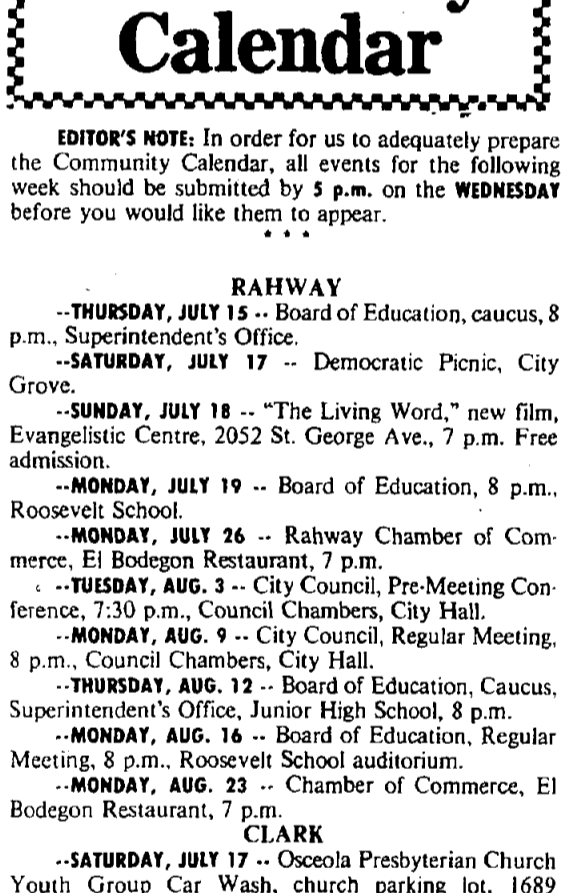 Calendar
EDITOR'S NOTE: In order for us to adequately prepare
the Community Calendar, all events for the following
week should be submitted by 5 p.m. on the WEDNESDAY
before you would like them to appear.
* * *
RAHWAY
--THURSDAY, JULY 15 -- Board of Education, caucus, 8
p.m., Superintendent's Office.
--SATURDAY, JULY 17 -- Democratic Picnic, City
Grove.
--SUNDAY, JULY 18 -- "The Living Word," new film,
Evangelistic Centre, 2052 St. George Ave., 7 p.m. Free
admission.
--MONDAY, JULY 19 -- Board of Education, 8 p.m.,
Roosevelt School.
--MONDAY, JULY 26 -- Rahway Chamber of Com-
merce, El Bodegon Restaurant, 7 p.m.
--TUESDAY, AUG. 3 -- City Council, Pre-Meeting Con-
ference, 7:30 p.m., Council Chambers, City Hall.
--MONDAY, AUG. 9 -- City Council, Regular Meeting,
8 p.m., Council Chambers, City Hall.
--THURSDAY, AUG. 12 -- Board of Education, Caucus,
Superintendent's Office, Junior High School, 8 p.m.
--MONDAY, AUG. 16 -- Board of Education, Regular
Meeting, 8 p.m., Roosevelt School auditorium.
--MONDAY, AUG. 23 -- Chamber of Commerce, El
Bodegon Restaurant, 7 p.m.
CLARK
--SATURDAY, JULY 17 -- Osceola Presbyterian Church
Youth Group Car Wash, church parking lot, 1689